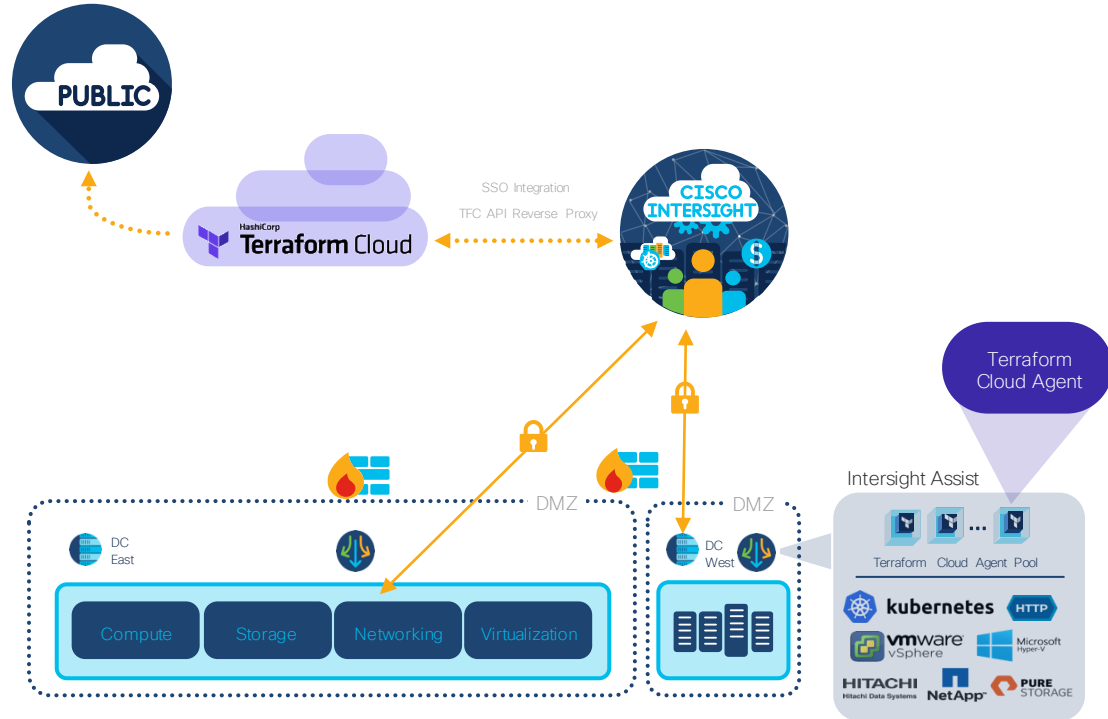 PUBLIC
HashiCorp
Terraform Cloud
SSO Integration
TFC API Reverse Proxy
CISCO
INTERSIGHT
$
Terraform
Cloud Agent
DMZ
DMZ
DC
East
DC
West
Compute
Storage
Networking
Virtualization
Intersight Assist
...
Terraform Cloud Agent Pool
kubernetes
HTTP
vmware
vSphere
Microsoft
Hyper-V
HITACHI
Hitachi Data Systems
NetApp
PURE
STORAGE